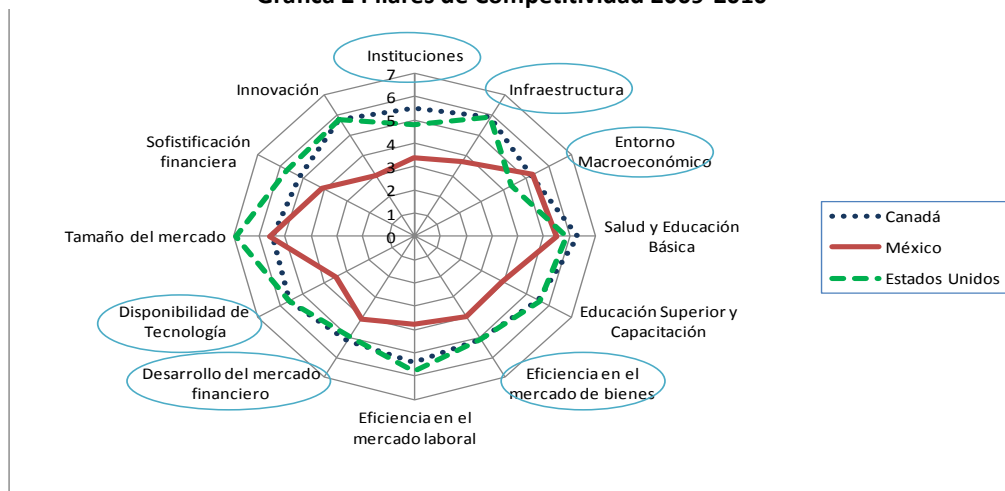 Gráfica 2 Pilares de Competitividad 2009-2010
Instituciones
Infraestructura
Entorno
Macroeconómico
Salud y Educación
Básica
Educación Superior y
Capacitación
Eficiencia en el
mercado de bienes
Eficiencia en el
mercado laboral
Desarrollo del mercado
financiero
Disponibilidad de
Tecnología
Tamaño del mercado
Sofistificación
financiera
Innovación
7
6
5
4
3
2
1
0
Canadá
México
Estados Unidos